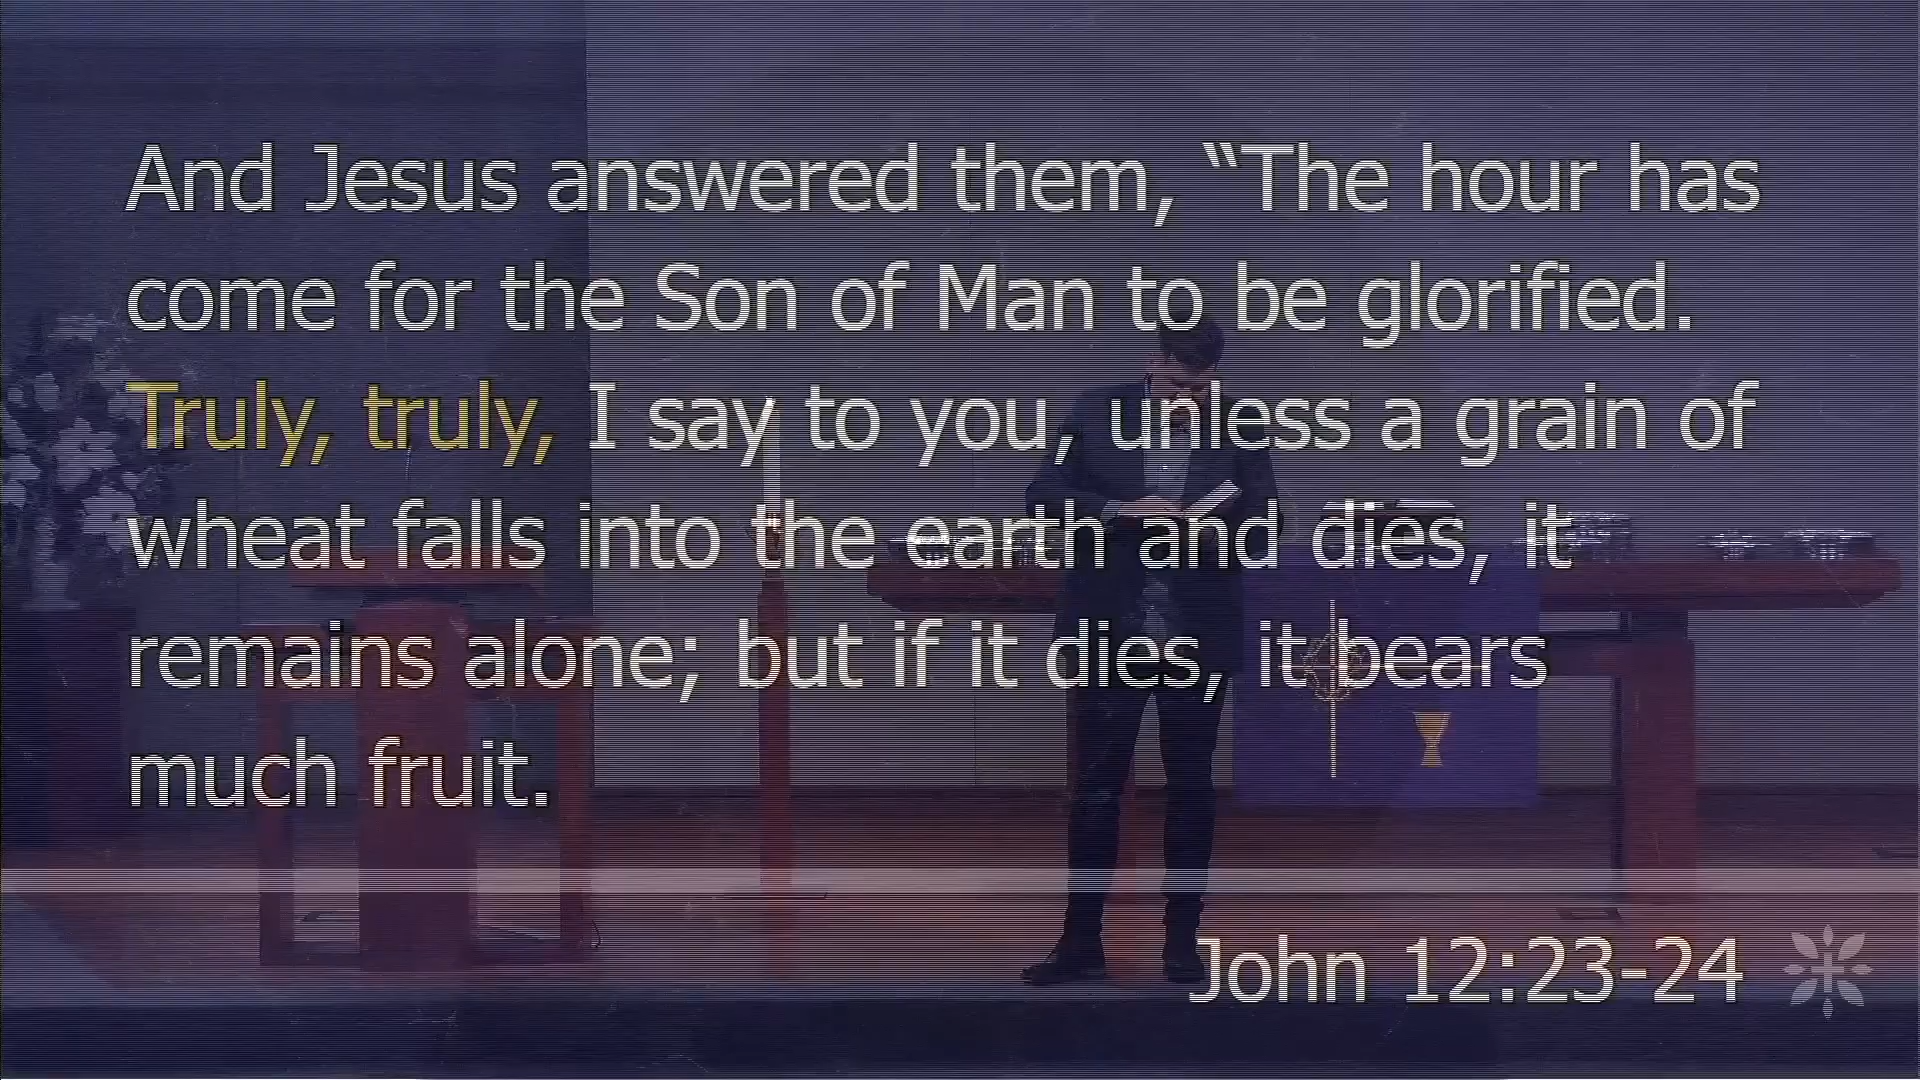 And Jesus answered them, “The hour has
come for the Son of Man to be glorified.
Truly, truly, I say to you, unless a grain of
wheat falls into the earth and dies, it
remains alone; but if it dies, it bears
much fruit.
John 12:23-24